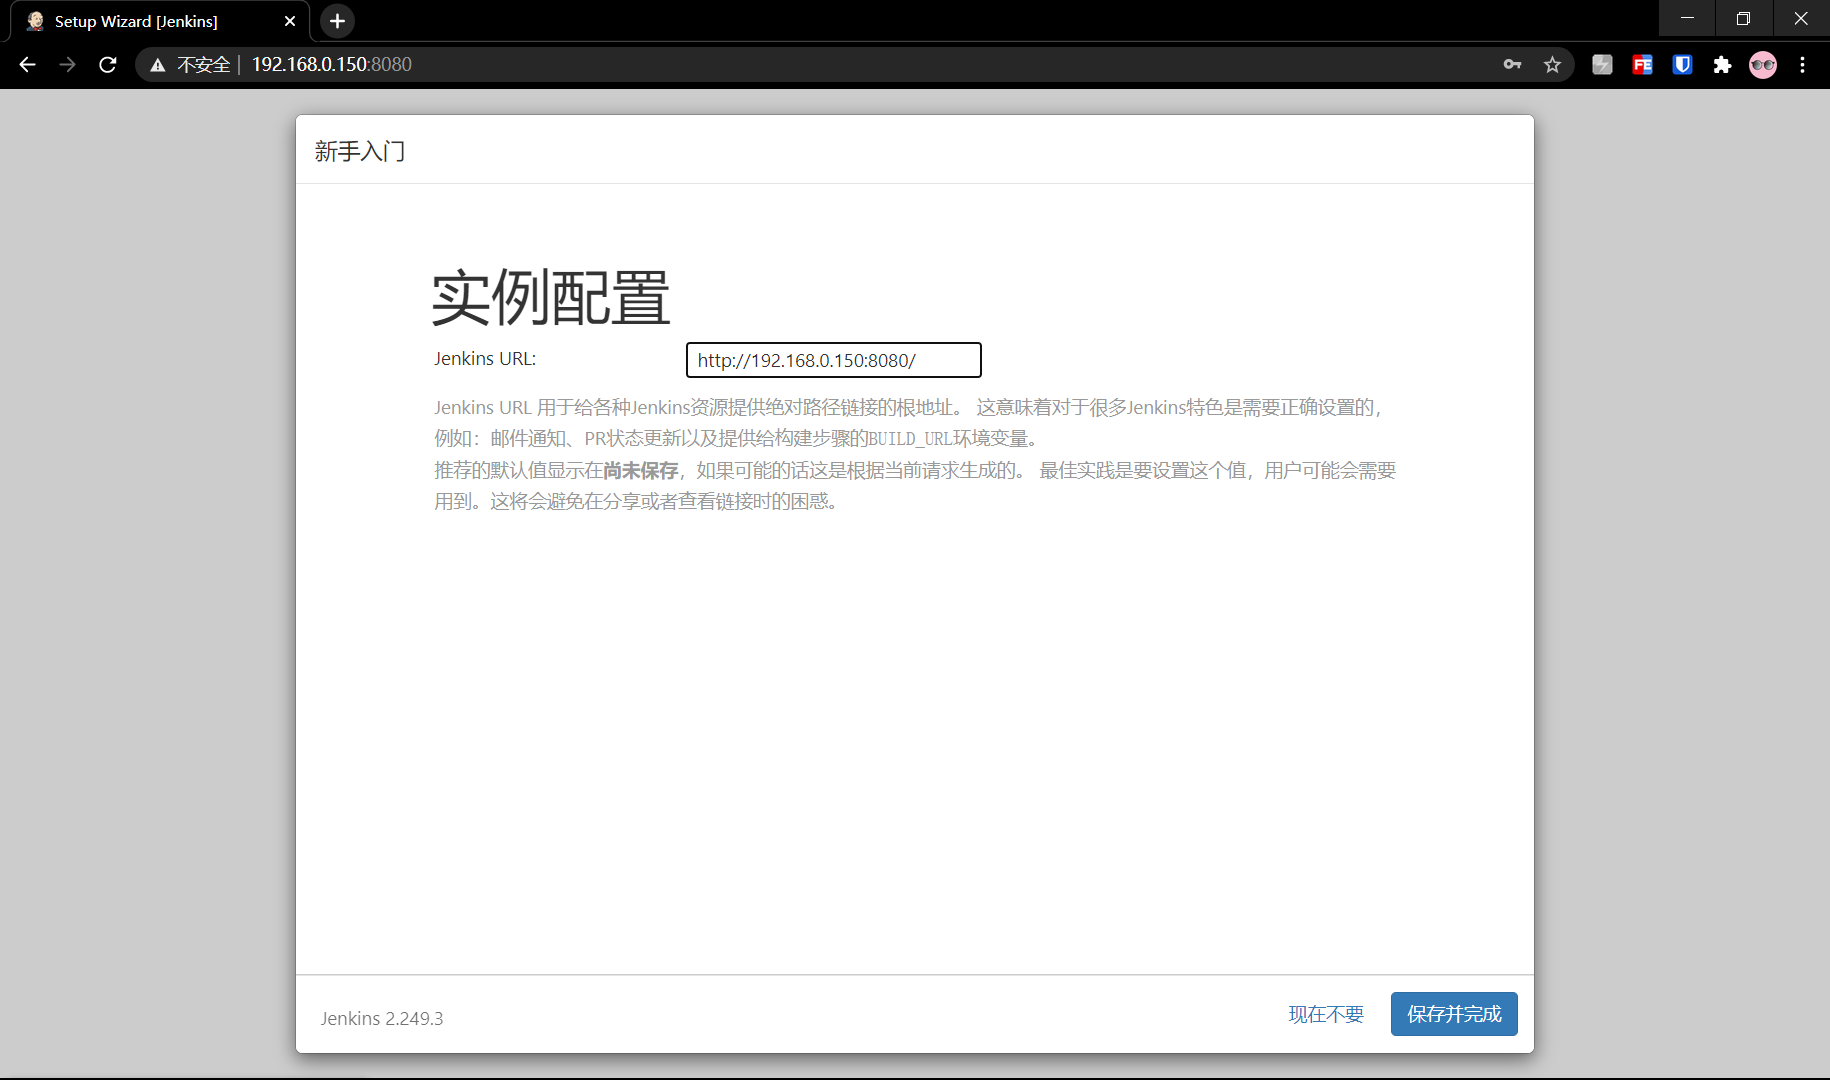 Setup Wizard [Jenkins]
不安全 | 192.168.0.150:8080
FE
新手入门
实例配置
Jenkins URL:
http://192.168.0.150:8080/
Jenkins URL 用于给各种Jenkins资源提供绝对路径链接的根地址。 这意味着对于很多Jenkins特色是需要正确设置的，
例如：邮件通知、PR状态更新以及提供给构建步骤的BUILD_URL环境变量。
推荐的默认值显示在尚未保存，如果可能的话这是根据当前请求生成的。 最佳实践是要设置这个值，用户可能会需要
用到。这将会避免在分享或者查看链接时的困惑。
Jenkins 2.249.3
现在不要
保存并完成